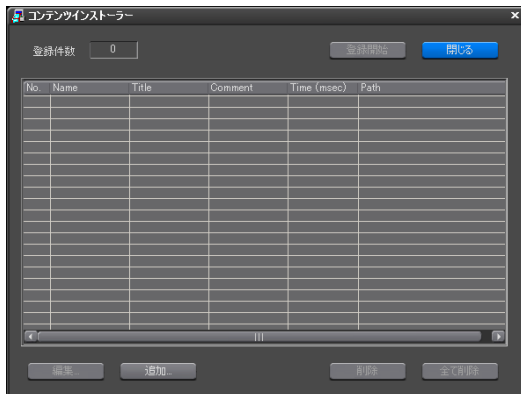 コンテンツインストーラー
登録件数 0 登録開始 閉じる
No. Name Title Comment Time (msec) Path
編集... 追加... 削除 全て削除